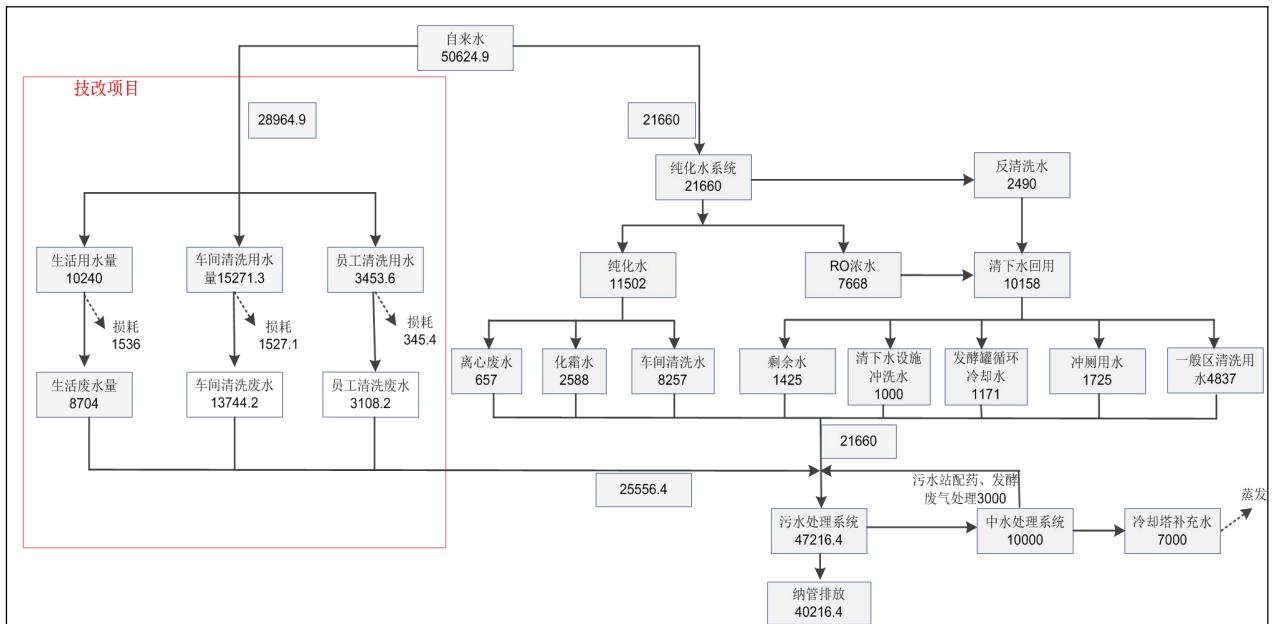 自来水
50624.9
技改项目
28964.9
21660
纯化水系统
21660
反清洗水
2490
生活用水量
10240
车间清洗用水
量15271.3
员工清洗用水
3453.6
纯化水
11502
RO浓水
7668
清下水回用
10158
损耗
1536
损耗
1527.1
损耗
345.4
离心废水
657
化霜水
2588
车间清洗水
8257
剩余水
1425
清下水设施
冲洗水
1000
发酵罐循环
冷却水
1171
冲厕用水
1725
一般区清洗用
水4837
生活废水量
8704
车间清洗废水
13744.2
员工清洗废水
3108.2
21660
25556.4
污水站配药、发酵
废气处理3000
污水处理系统
47216.4
中水处理系统
10000
冷却塔补充水
7000
蒸发
纳管排放
40216.4